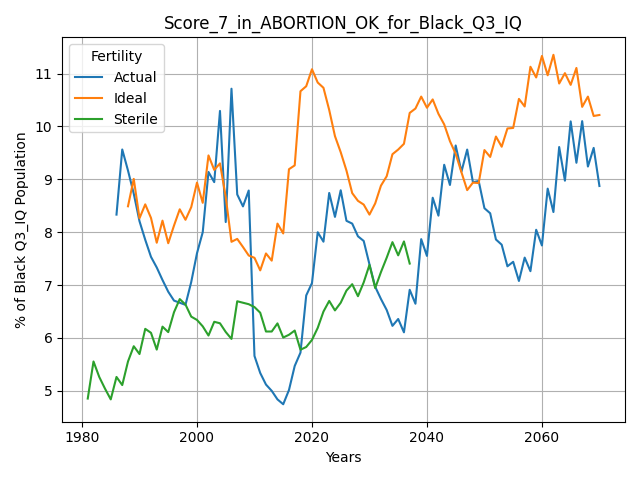 Score_7_in_ABORTION_OK_for_Black_Q3_IQ
Fertility
Actual
Ideal
Sterile
% of Black Q3_IQ Population
11
10
9
8
7
6
5
1980 2000 2020 2040 2060
Years